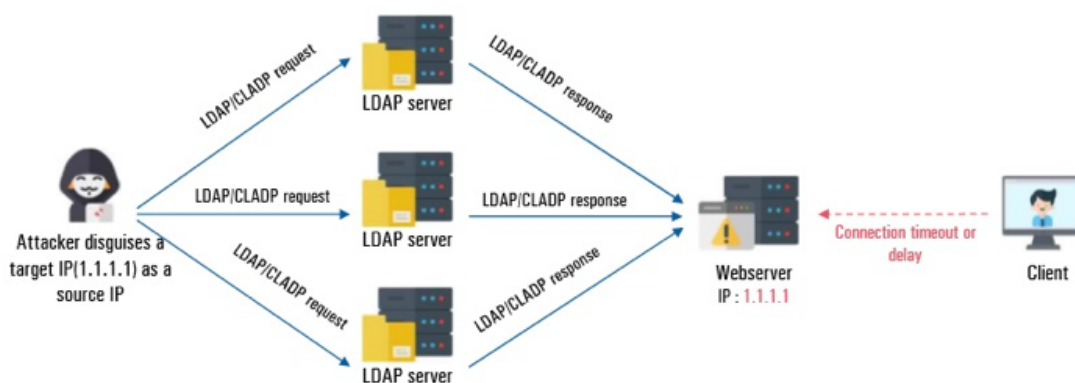 LDAP/CLADP request
LDAP server
LDAP/CLADP response
LDAP/CLADP request
LDAP server
LDAP/CLADP response
Attacker disguises a
target IP(1.1.1.1) as a
source IP
LDAP/CLADP request
LDAP server
LDAP/CLADP response
Webserver
IP : 1.1.1.1
Connection timeout or
delay
Client